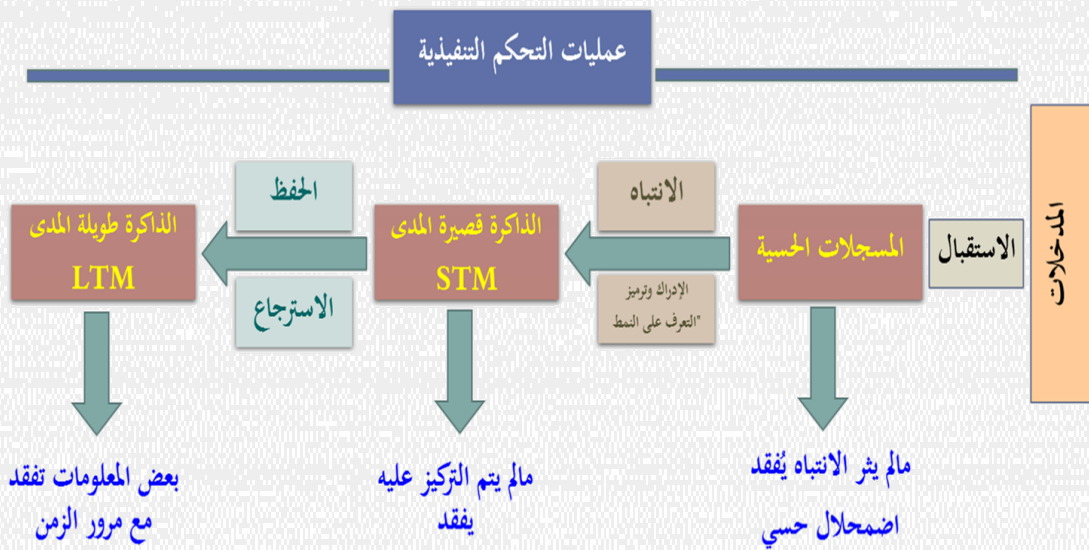 عمليات التحكم التنفيذية
المدخلات
الاستقبال
المسجلات الحسية
الانتباه
الإدراك وترميز
"التعرف على النمط
الذاكرة قصيرة المدى
STM
الحفظ
الاسترجاع
الذاكرة طويلة المدى
LTM
مالم يثر الانتباه يُفقد
اضمحلال حسي
مالم يتم التركيز عليه
يفقد
بعض المعلومات تفقد
مع مرور الزمن